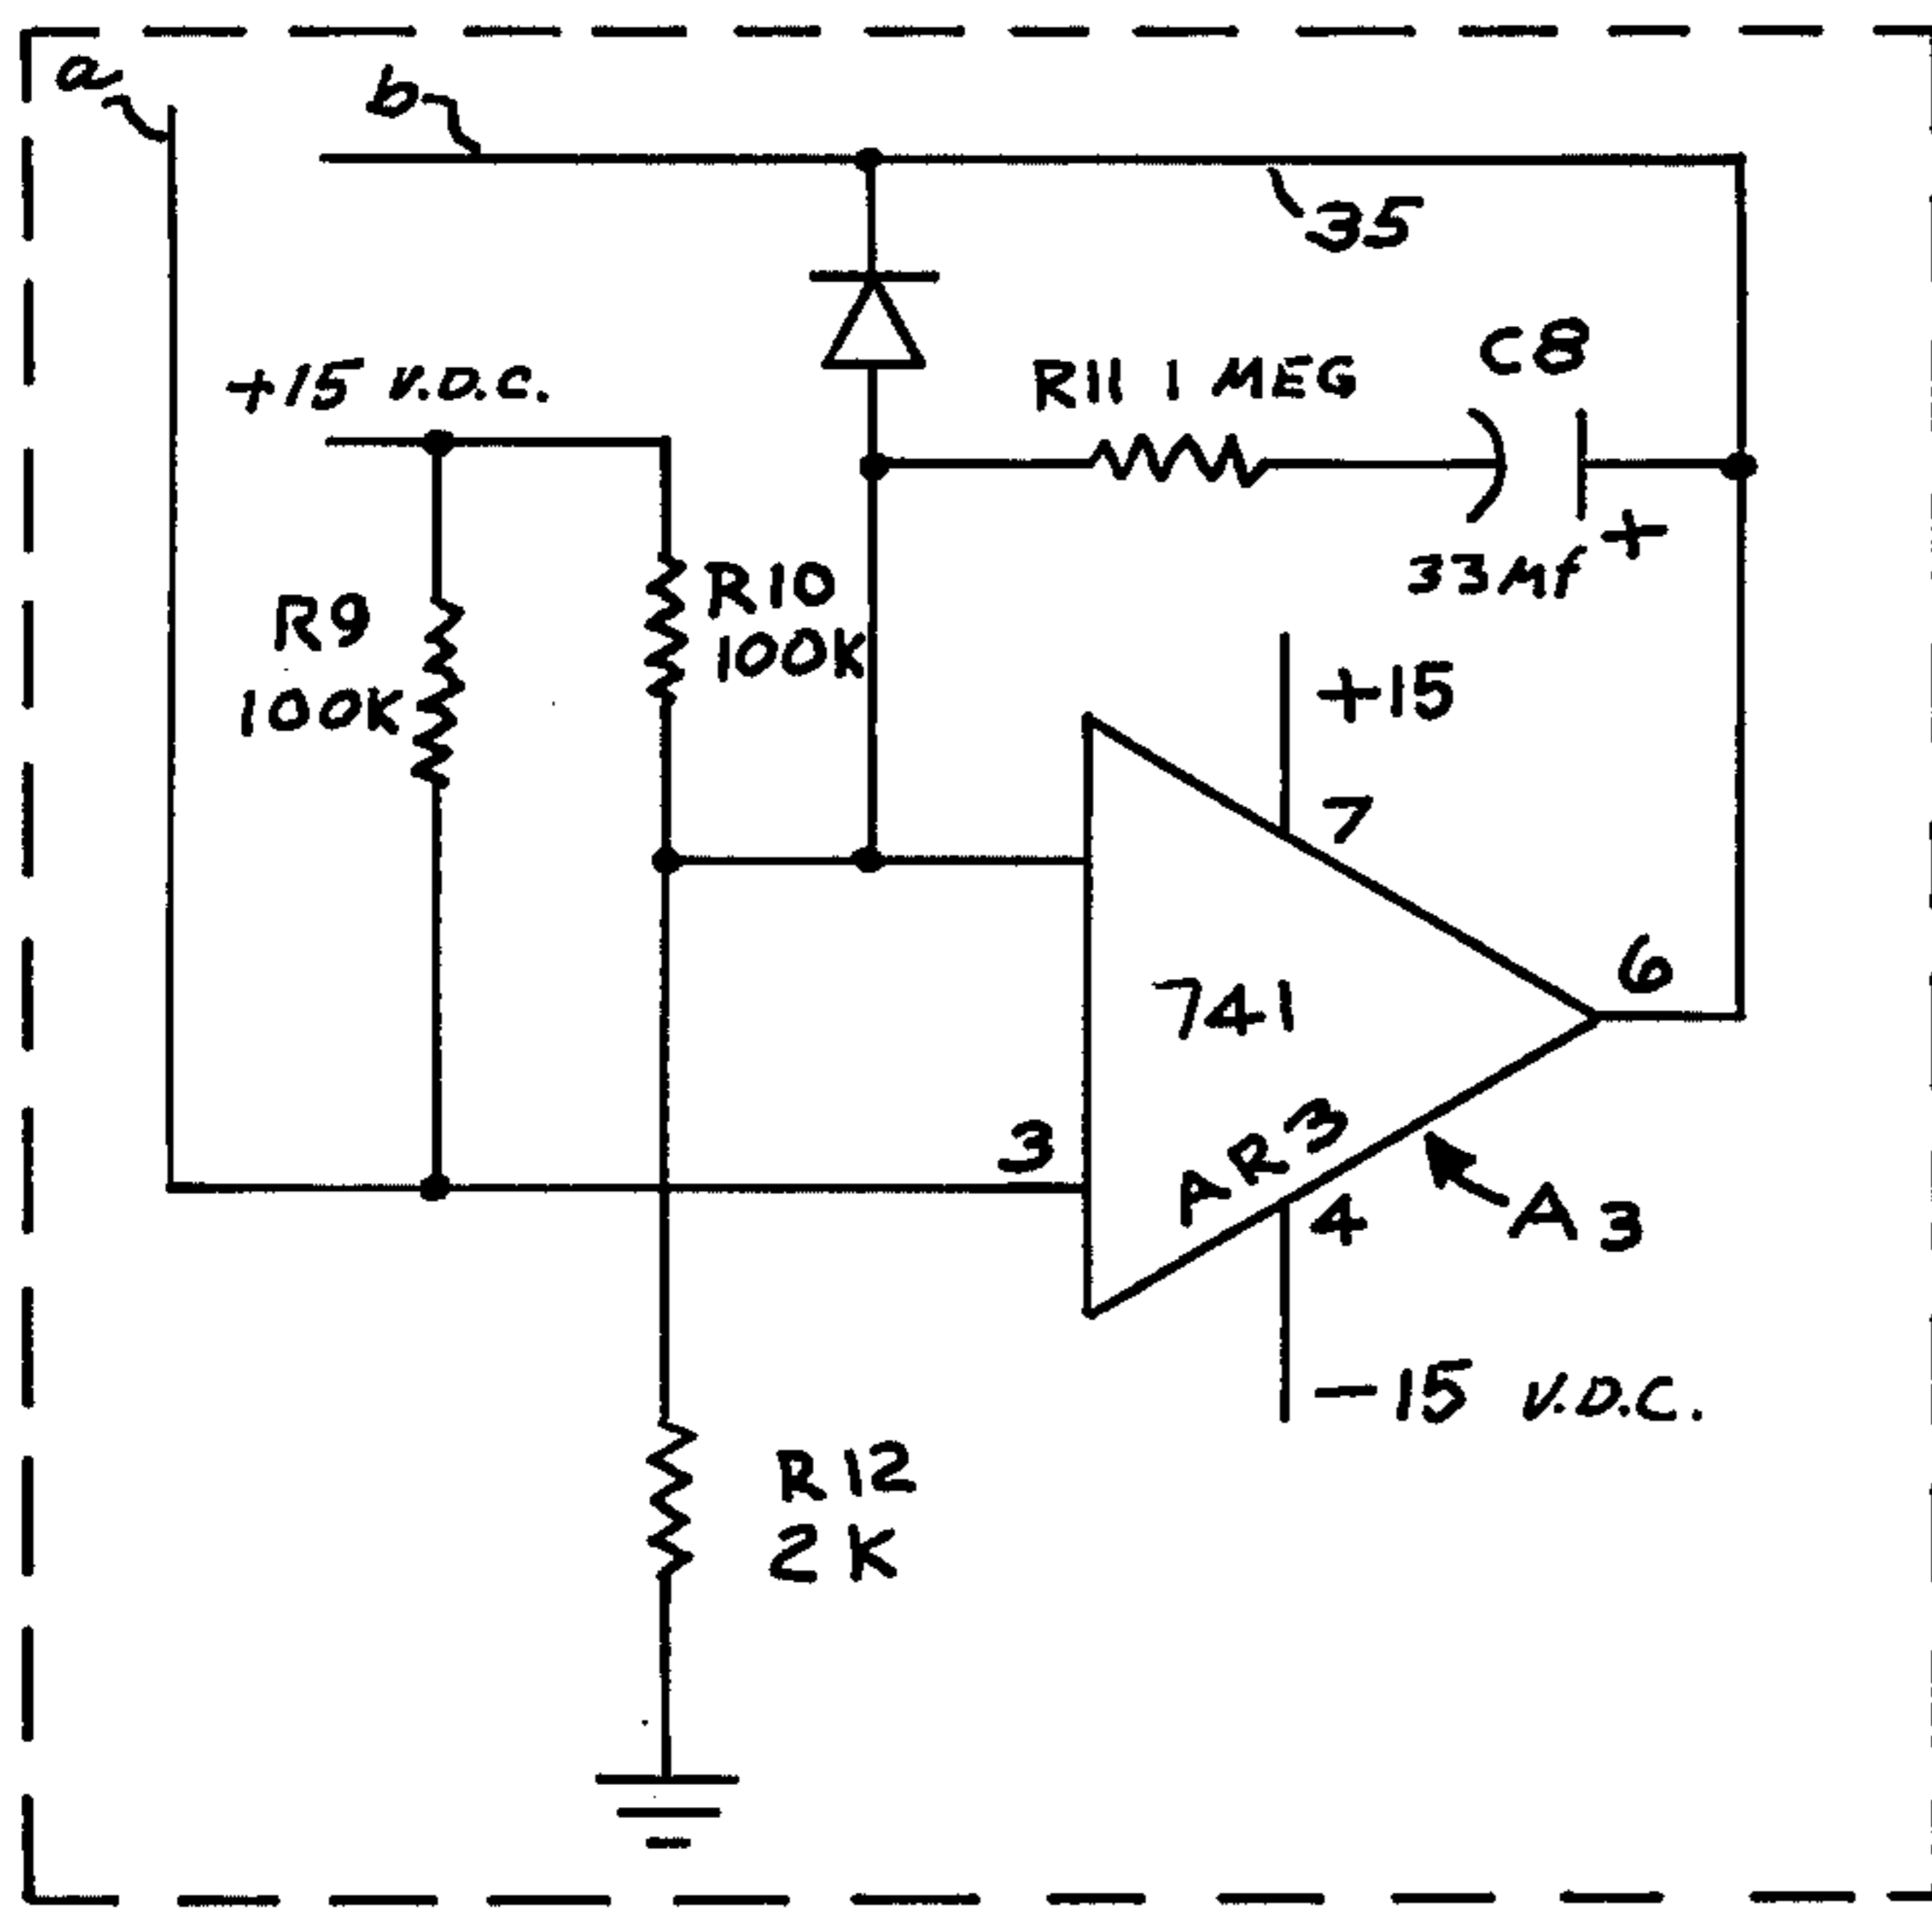 a
b
35
+15 V.D.C.
R11 1 MEG
C8
33Mf
+
R9
100K
R10
100K
+15
7
741
6
3
AR3
4
A3
-15 V.D.C.
R12
2K